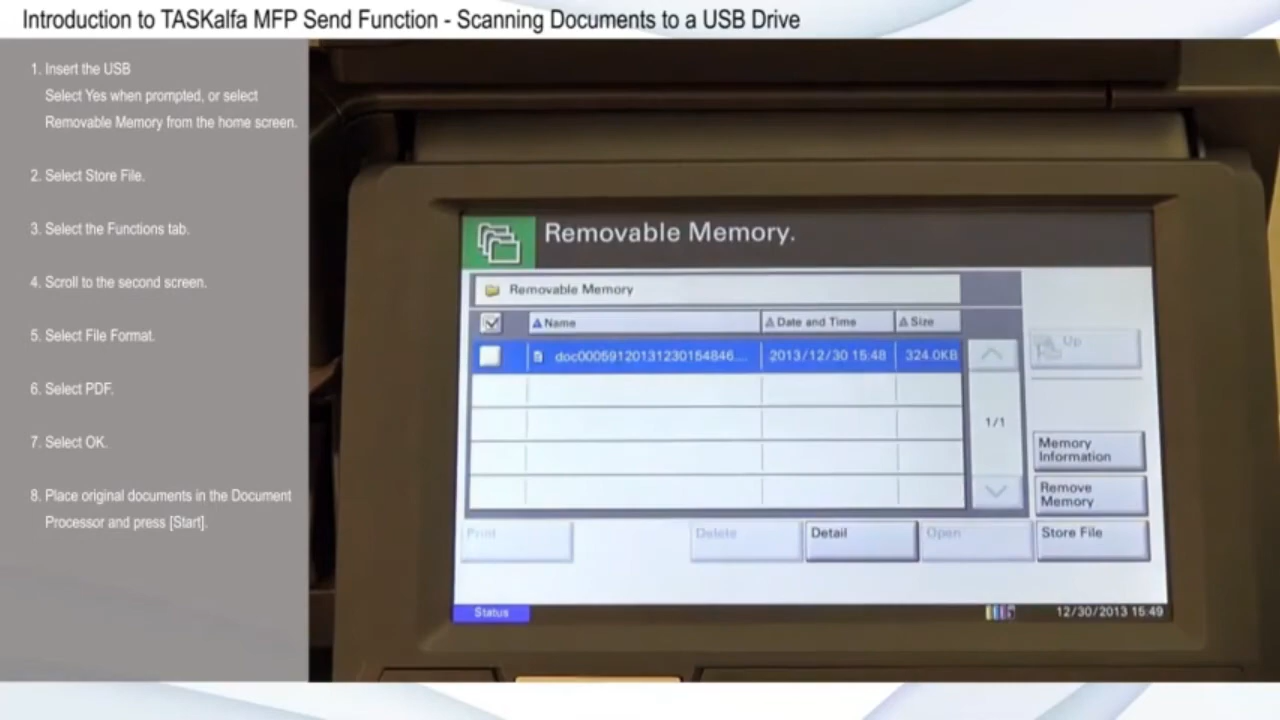 Introduction to TASKalfa MFP Send Function - Scanning Documents to a USB Drive
1. Insert the USB
Select Yes when prompted, or select
Removable Memory from the home screen.
2. Select Store File.
3. Select the Functions tab.
4. Scroll to the second screen.
5. Select File Format.
6. Select PDF.
7. Select OK.
8. Place original documents in the Document
Processor and press [Start].
Removable Memory.
Removable Memory
Name Date and Time Size
doc00059120131230154846... 2013/12/30 15:48 324.0KB
Up
1/1
Memory
Information
Remove
Memory
Print Delete Detail Open Store File
Status 12/30/2013 15:49